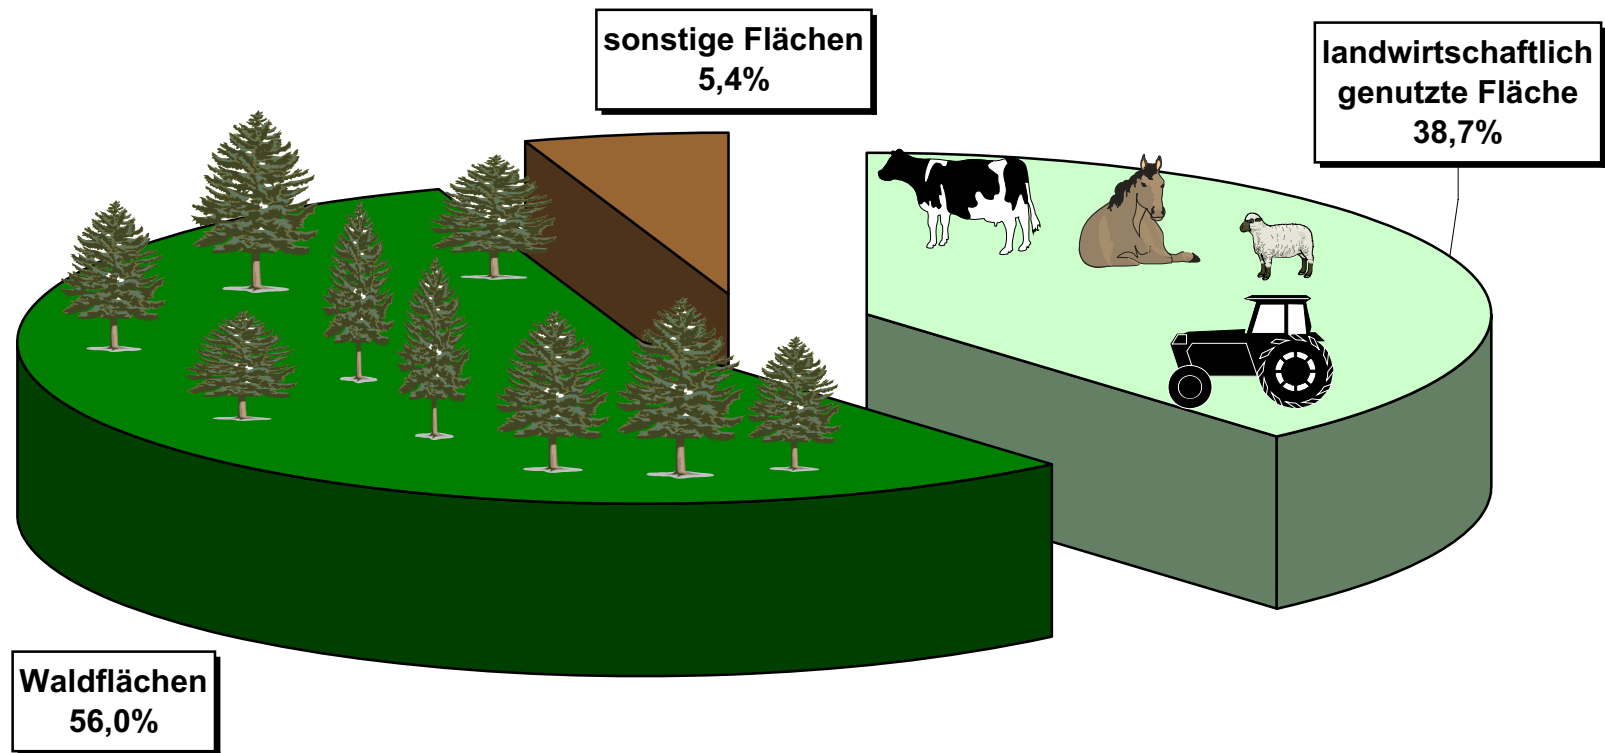 sonstige Flächen
5,4%
landwirtschaftlich
genutzte Fläche
38,7%
Waldflächen
56,0%